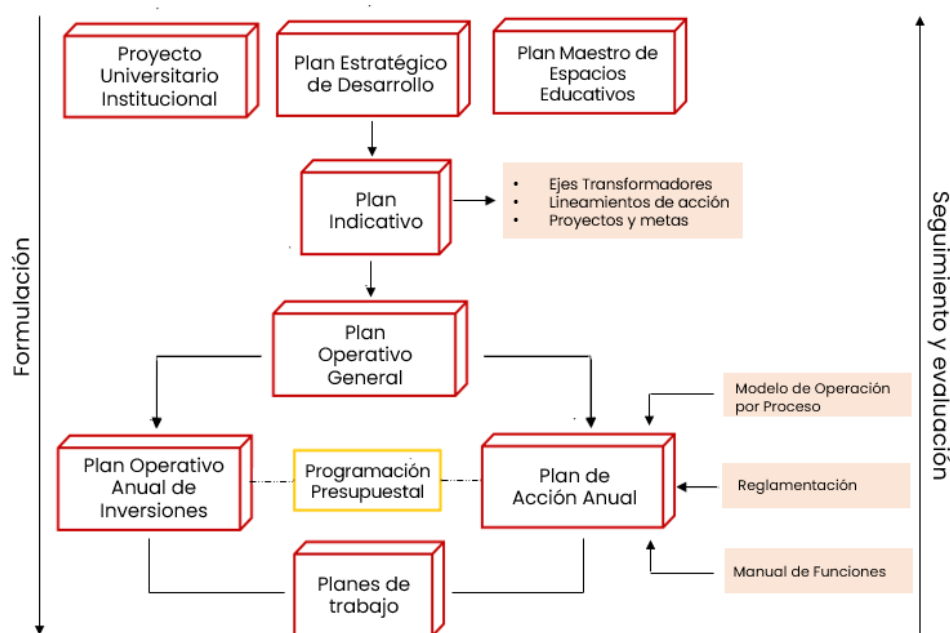 Proyecto
Universitario
Institucional
Plan Estratégico
de Desarrollo
Plan Maestro de
Espacios
Educativos
Plan
Indicativo
• Ejes Transformadores
• Lineamientos de acción
• Proyectos y metas
Formulación
Seguimiento y evaluación
Plan
Operativo
General
Modelo de Operación
por Proceso
Plan Operativo
Anual de
Inversiones
Programación
Presupuestal
Plan de
Acción Anual
Reglamentación
Manual de Funciones
Planes de
trabajo